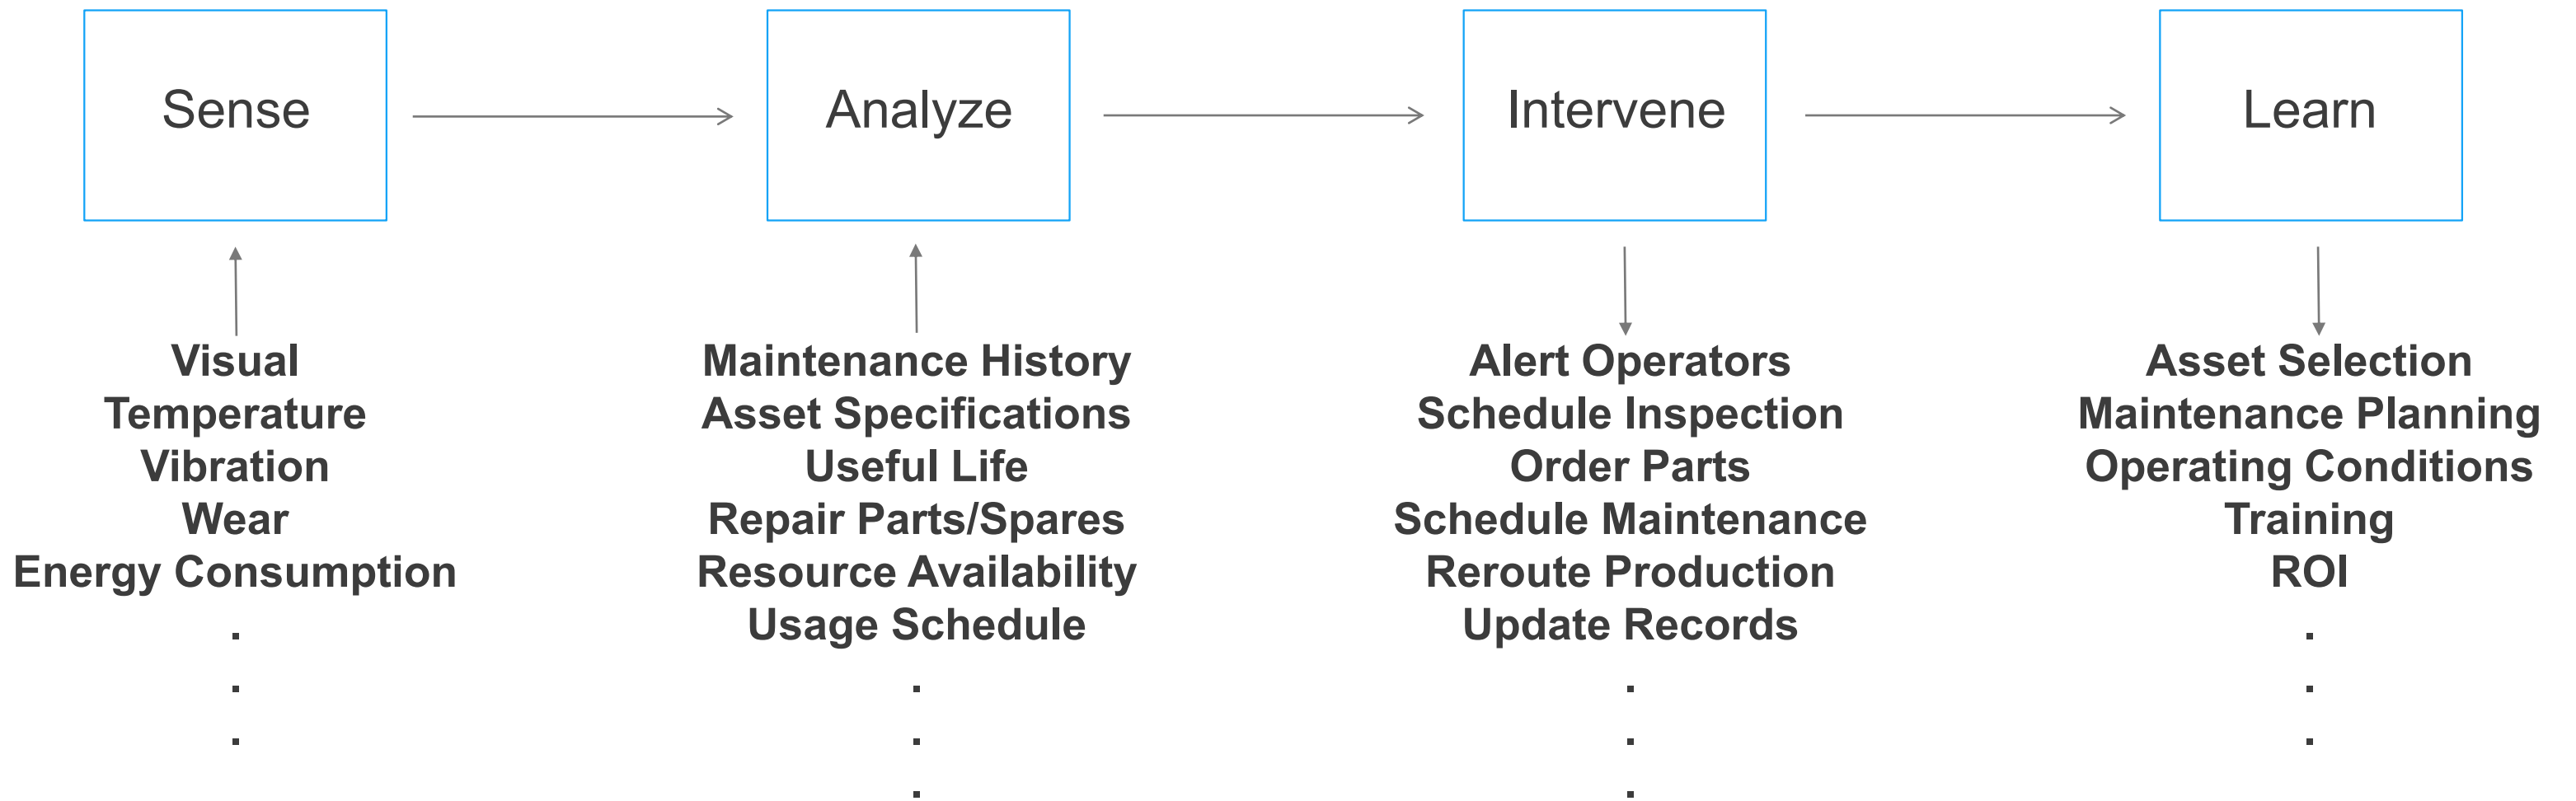 Sense
Analyze
Intervene
Learn
Visual
Temperature
Vibration
Wear
Energy Consumption
.
.
.
Maintenance History
Asset Specifications
Useful Life
Repair Parts/Spares
Resource Availability
Usage Schedule
.
.
.
Alert Operators
Schedule Inspection
Order Parts
Schedule Maintenance
Reroute Production
Update Records
.
.
.
Asset Selection
Maintenance Planning
Operating Conditions
Training
ROI
.
.
.